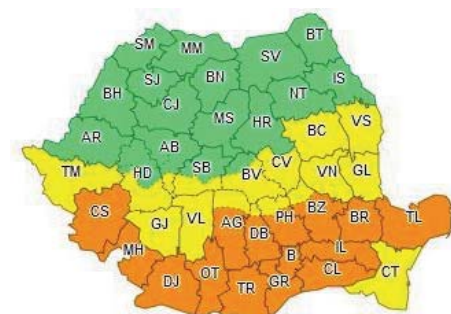 BT
SM MM SV
SJ BN IS
BH NT
CJ
MS HR
BC VS
AR AB
TM HD SB CV VN GL
BV
CS
GJ VL AG PH BZ BR TL
DB
MH IL
B CT
DJ OT CL
TR GR